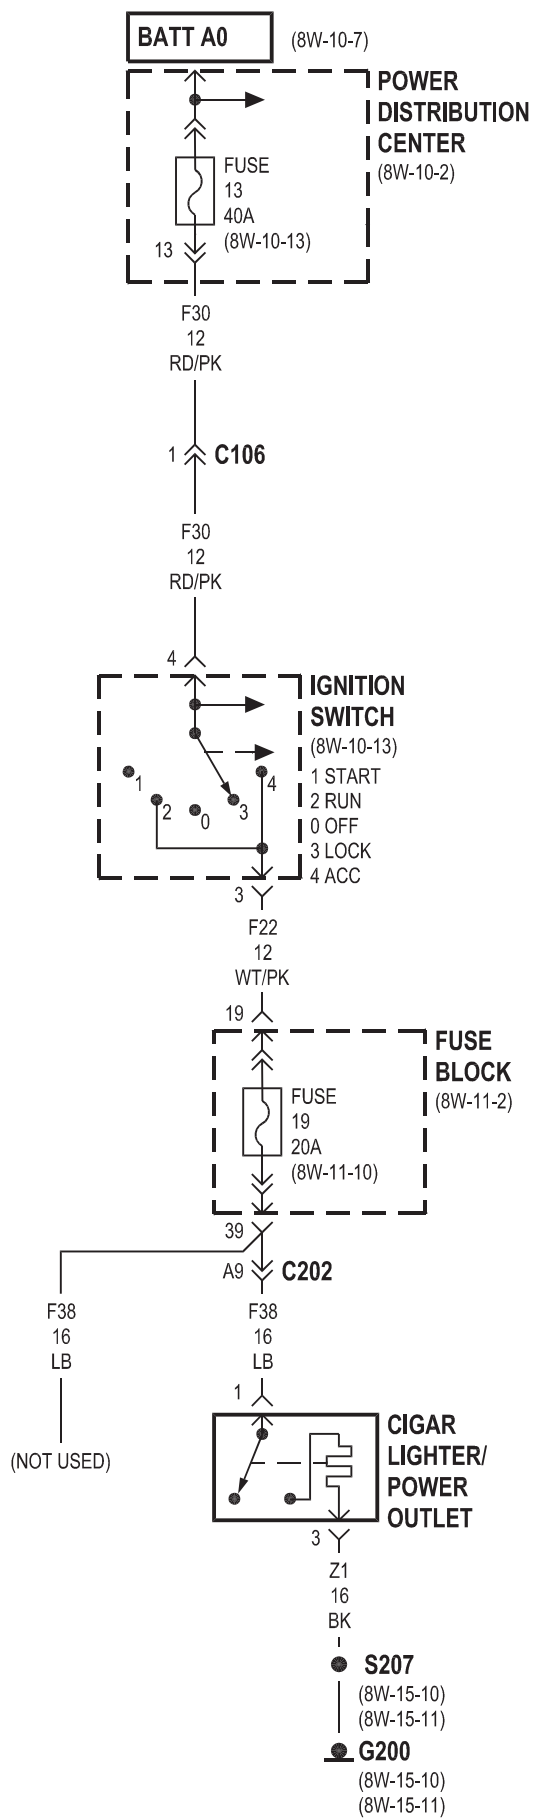 BATT A0
(8W-10-7)
POWER
DISTRIBUTION
CENTER
(8W-10-2)
FUSE
13
40A
(8W-10-13)
13
F30
12
RD/PK
1
C106
F30
12
RD/PK
4
IGNITION
SWITCH
(8W-10-13)
1 START
2 RUN
0 OFF
3 LOCK
4 ACC
1
2
0
3
4
3
F22
12
WT/PK
19
FUSE
BLOCK
(8W-11-2)
FUSE
19
20A
(8W-11-10)
39
A9
C202
F38
16
LB
(NOT USED)
F38
16
LB
1
CIGAR
LIGHTER/
POWER
OUTLET
3
Z1
16
BK
S207
(8W-15-10)
(8W-15-11)
G200
(8W-15-10)
(8W-15-11)